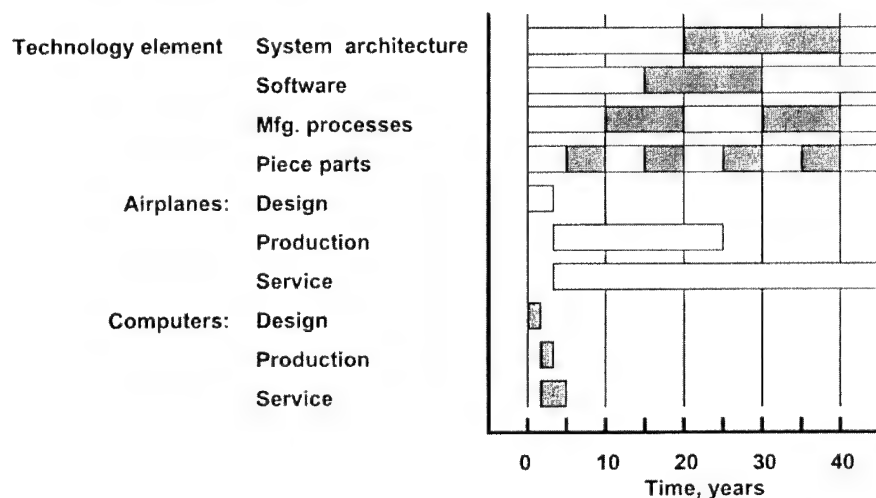 Technology element System architecture
Software
Mfg. processes
Piece parts
Airplanes: Design
Production
Service
Computers: Design
Production
Service
0 10 20 30 40
Time, years